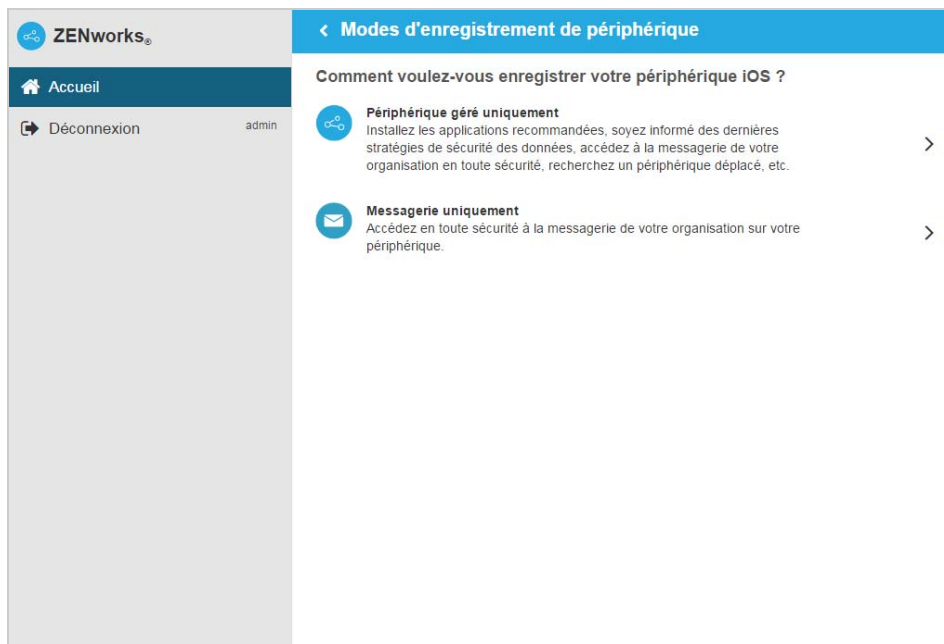 ZENworks®
Accueil
Déconnexion
admin
Modes d'enregistrement de périphérique
Comment voulez-vous enregistrer votre périphérique iOS ?
Périphérique géré uniquement
Installez les applications recommandées, soyez informé des dernières
stratégies de sécurité des données, accédez à la messagerie de votre
organisation en toute sécurité, recherchez un périphérique déplacé, etc.
Messagerie uniquement
Accédez en toute sécurité à la messagerie de votre organisation sur votre
périphérique.